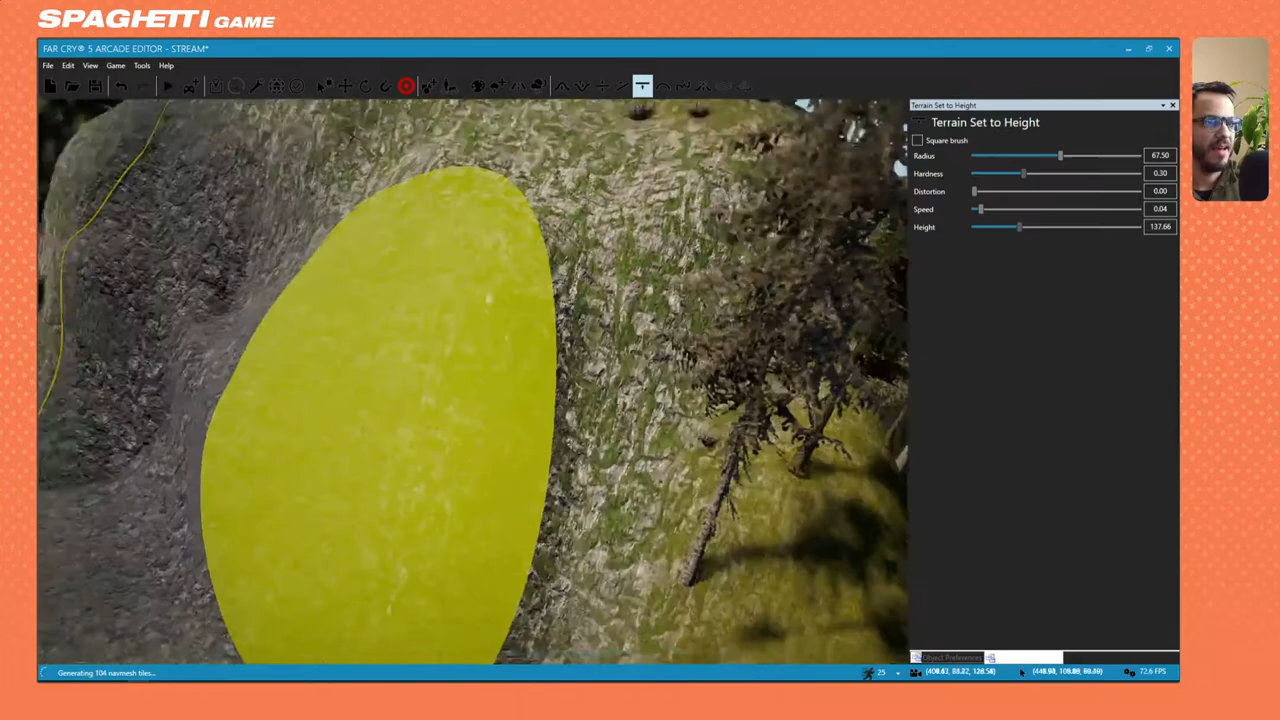 SPAGHETTI GAME
FAR CRY® 5 ARCADE EDITOR - STREAM*
File Edit View Game Tools Help
Terrain Set to Height
Terrain Set to Height
Square brush
Radius 67.50
Hardness 0.30
Distortion 0.00
Speed 0.04
Height 137.66
Object Preferences
Generating 104 navmesh tiles...
25
72.6 FPS